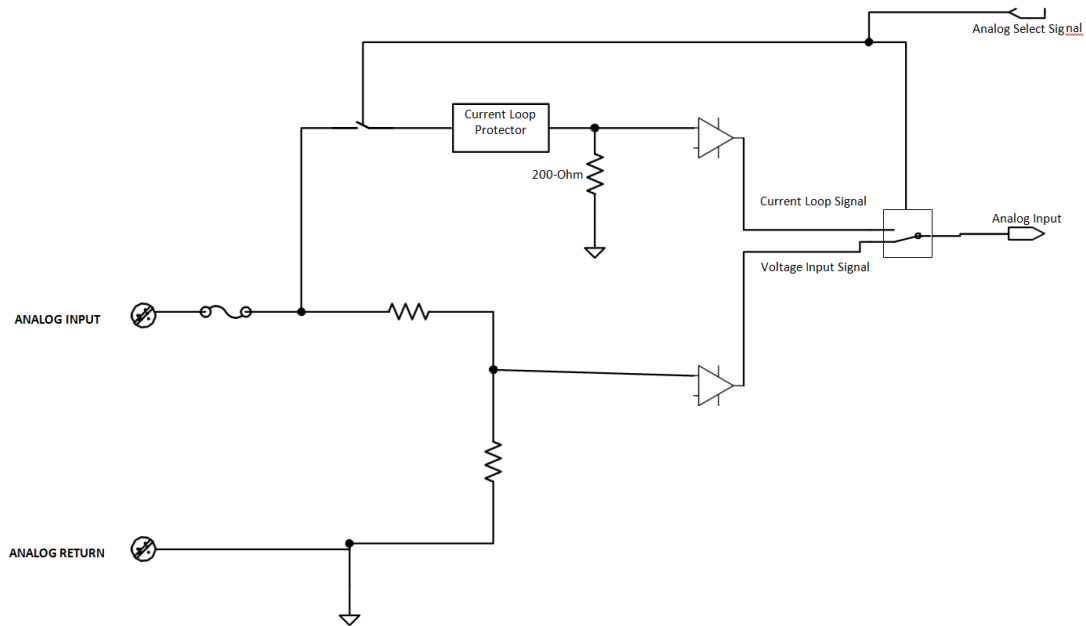 Analog Select Signal
Current Loop
Protector
200-Ohm
Current Loop Signal
Analog Input
Voltage Input Signal
ANALOG INPUT
ANALOG RETURN